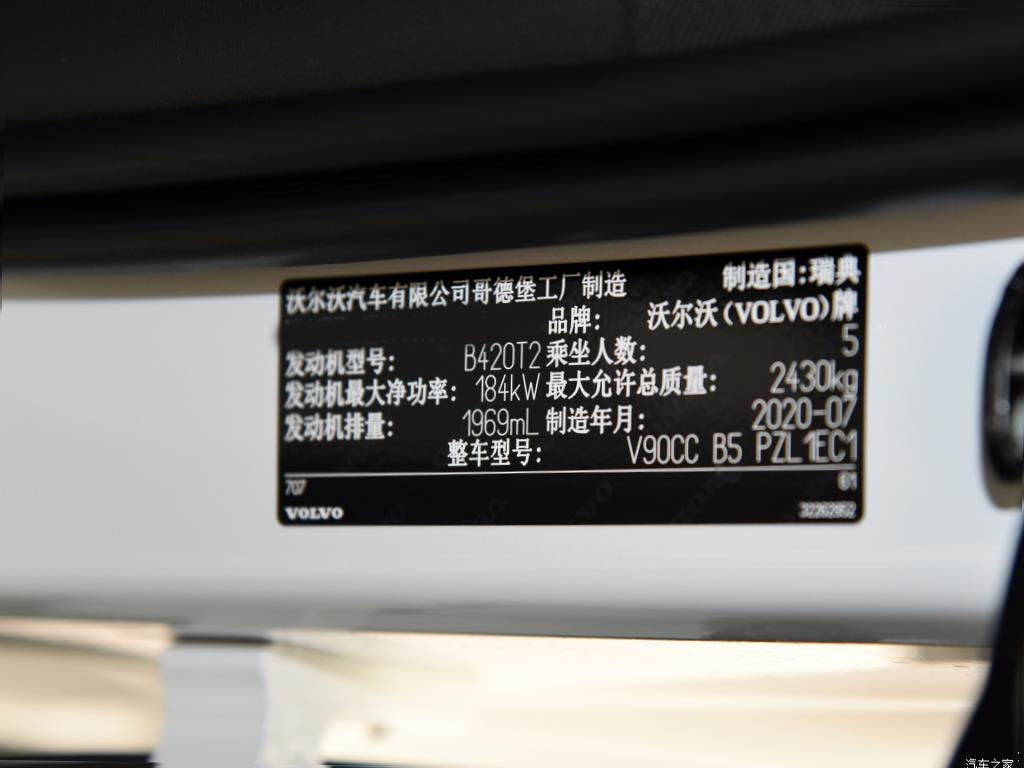 沃尔沃汽车有限公司哥德堡工厂制造 制造国:瑞典
品牌: 沃尔沃(VOLVO)牌
发动机型号: B420T2 乘坐人数: 5
发动机最大净功率: 184kW 最大允许总质量: 2430kg
发动机排量: 1969mL 制造年月: 2020-07
整车型号: V90CC B5 PZL1EC1
707
VOLVO
汽车之家